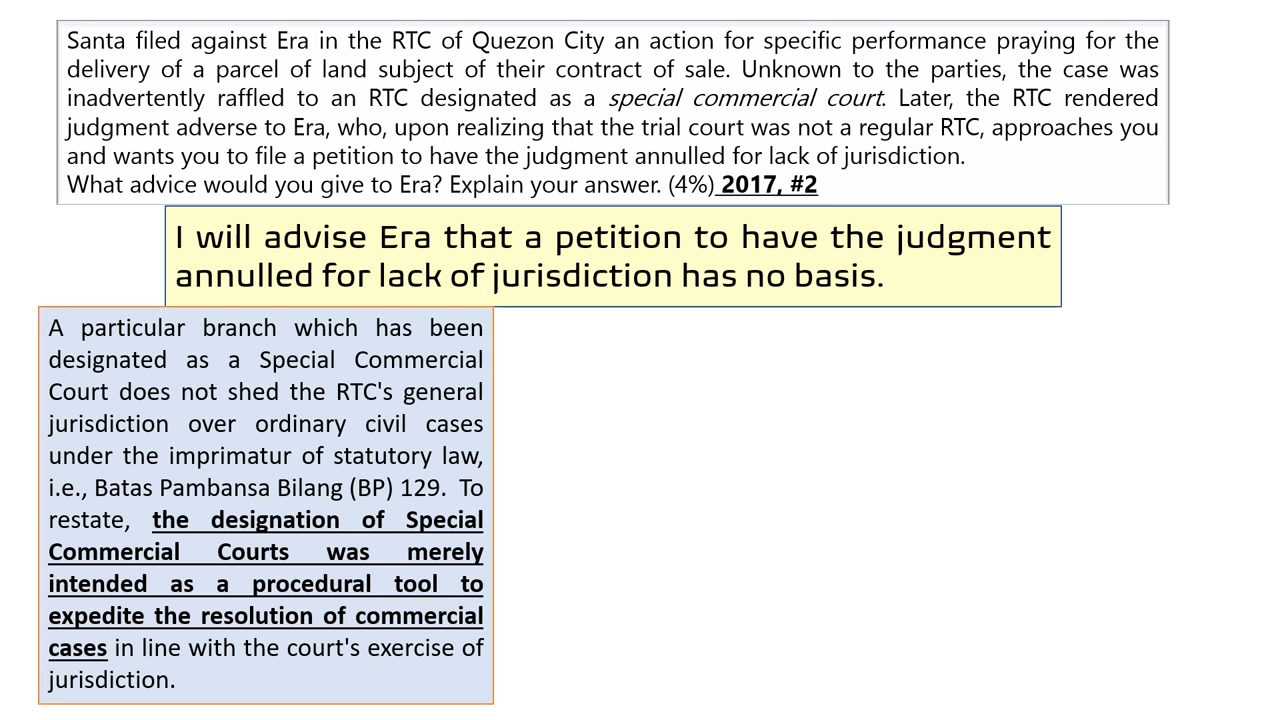 Santa filed against Era in the RTC of Quezon City an action for specific performance praying for the
delivery of a parcel of land subject of their contract of sale. Unknown to the parties, the case was
inadvertently raffled to an RTC designated as a special commercial court. Later, the RTC rendered
judgment adverse to Era, who, upon realizing that the trial court was not a regular RTC, approaches you
and wants you to file a petition to have the judgment annulled for lack of jurisdiction.
What advice would you give to Era? Explain your answer. (4%) 2017, #2
I will advise Era that a petition to have the judgment
annulled for lack of jurisdiction has no basis.
A particular branch which has been
designated as a Special Commercial
Court does not shed the RTC's general
jurisdiction over ordinary civil cases
under the imprimatur of statutory law,
i.e., Batas Pambansa Bilang (BP) 129. To
restate, the designation of Special
Commercial Courts was merely
intended as a procedural tool to
expedite the resolution of commercial
cases in line with the court's exercise of
jurisdiction.